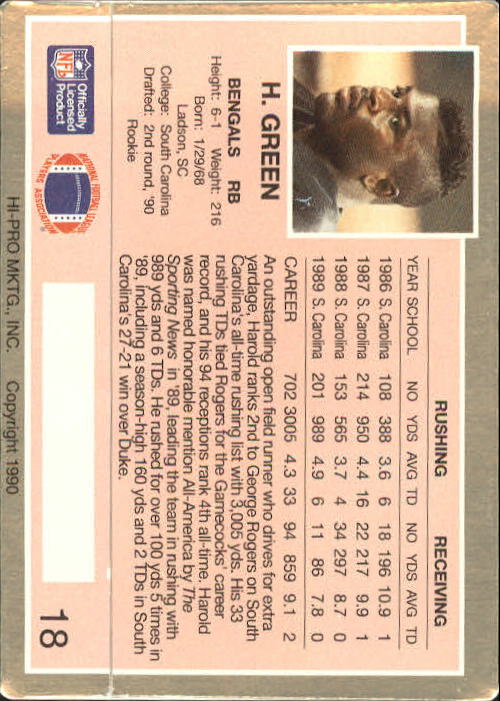 H. GREEN
BENGALS RB
Height: 6-1 Weight: 216
Born: 1/29/68
Ladson, SC
College: South Carolina
Drafted: 2nd round, '90
Rookie
RUSHING RECEIVING
YEAR SCHOOL NO YDS AVG TD NO YDS AVG TD
1986 S. Carolina 108 388 3.6 6 18 196 10.9 1
1987 S. Carolina 214 950 4.4 16 22 217 9.9 1
1988 S. Carolina 153 565 3.7 4 34 297 8.7 0
1989 S. Carolina 201 989 4.9 6 11 86 7.8 0
CAREER 702 3005 4.3 33 94 859 9.1 2
An outstanding open field runner who drives for extra
yardage, Harold ranks 2nd to George Rogers on South
Carolina's all-time rushing list with 3,005 yds. His 33
rushing TDs tied Rogers for the Gamecocks' career
record, and his 94 receptions rank 4th all-time. Harold
was named honorable mention All-America by The
Sporting News in '89, leading the team in rushing with
989 yds and 6 TDs. He rushed for over 100 yds 5 times in
'89, including a season-high 160 yds and 2 TDs in South
Carolina's 27-21 win over Duke.
NFL
Officially
Licensed
Product
NATIONAL FOOTBALL LEAGUE
PLAYERS ASSOCIATION
18
HI-PRO MKTG., INC. Copyright 1990